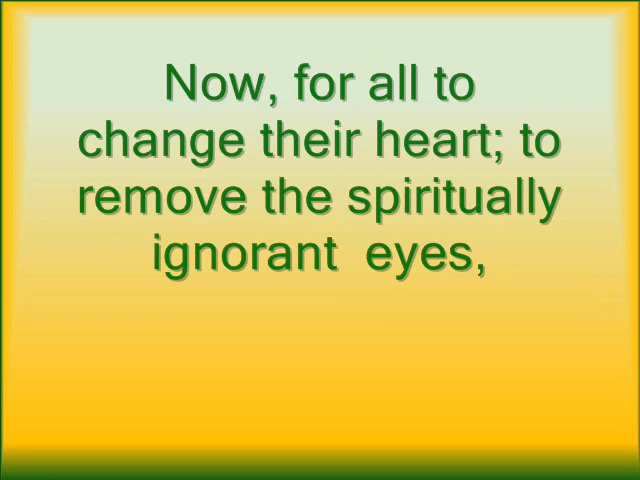 Now, for all to
change their heart; to
remove the spiritually
ignorant  eyes,